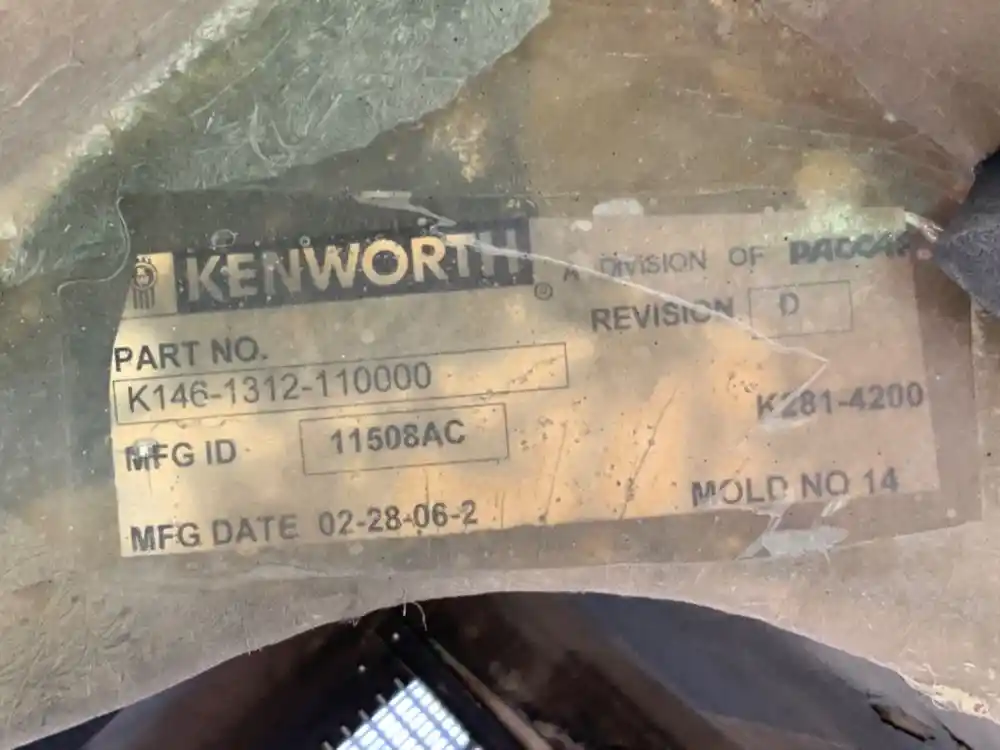 KENWORTH ® A DIVISION OF PACCAR
REVISION D
PART NO.
K146-1312-110000
K281-4200
MFG ID 11508AC
MOLD NO 14
MFG DATE 02-28-06-2